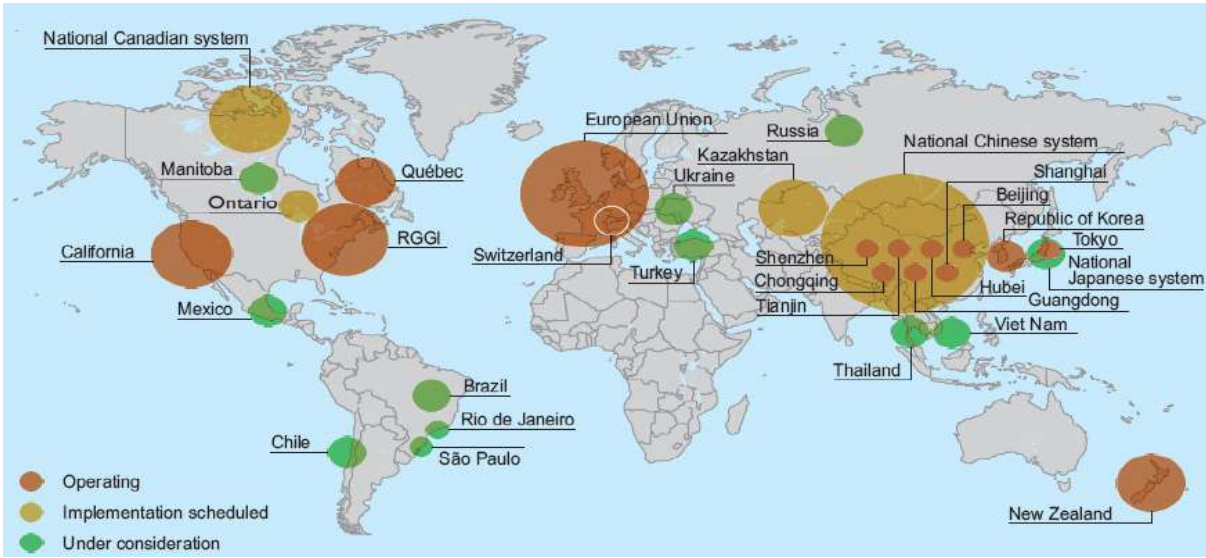 National Canadian system
European Union
Russia
National Chinese system
Kazakhstan
Shanghai
Manitoba
Québec
Ukraine
Beijing
Ontario
Republic of Korea
California
RGGI
Switzerland
Tokyo
Shenzhen
National
Japanese system
Turkey
Chongqing
Hubei
Mexico
Tianjin
Guangdong
Viet Nam
Thailand
Brazil
Rio de Janeiro
Chile
São Paulo
Operating
Implementation scheduled
New Zealand
Under consideration